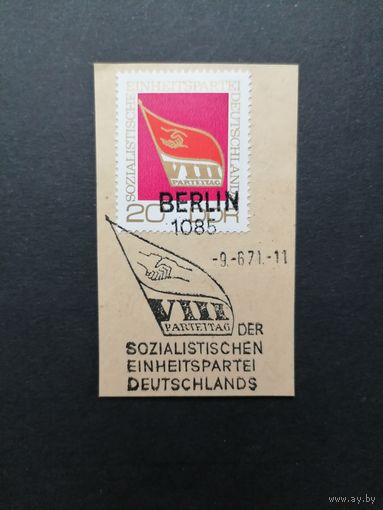 SOZIALISTISCHE
EINHEITSPARTEI
DEUTSCHLANDS
VIII
PARTEITAG
20 DDR
BERLIN
1085
-9.-6.71.-11
VIII
PARTEITAG DER
SOZIALISTISCHEN
EINHEITSPARTEI
DEUTSCHLANDS
ay.by